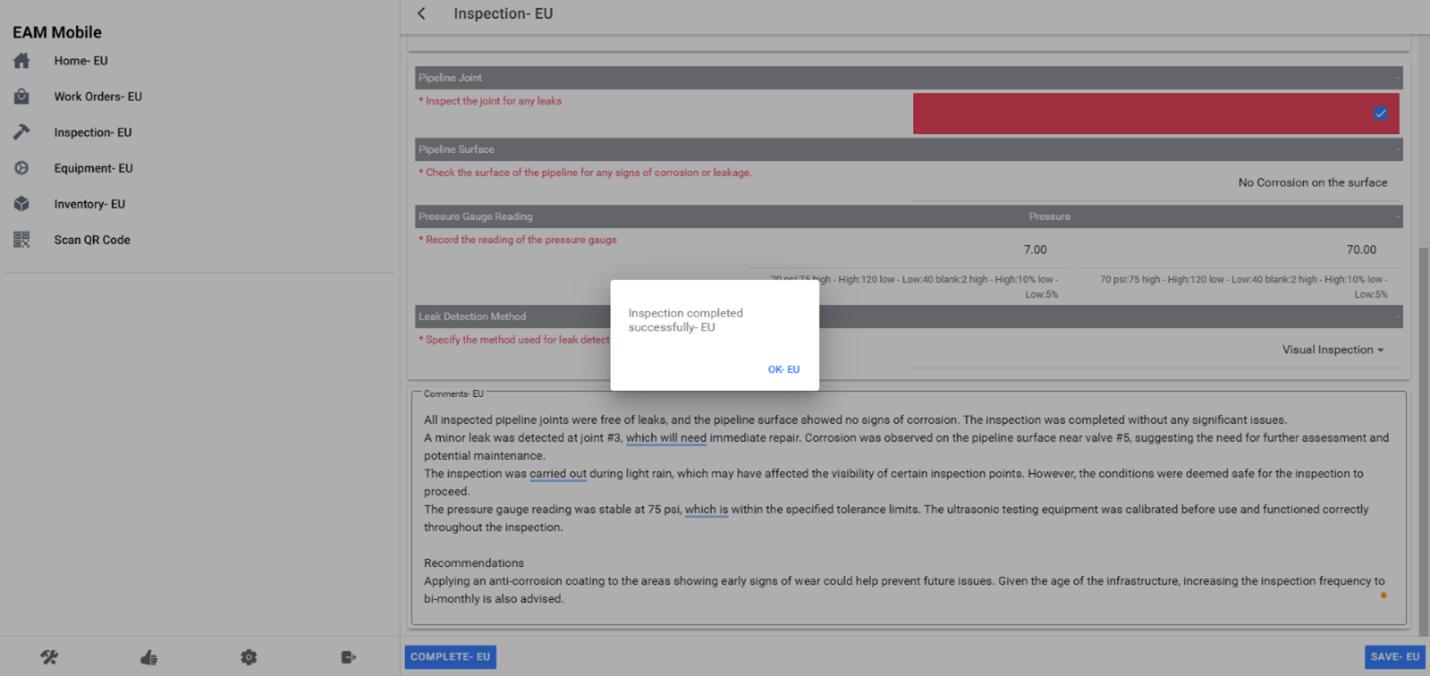 EAM Mobile
Home- EU
Work Orders- EU
Inspection- EU
Equipment- EU
Inventory- EU
Scan QR Code
Inspection- EU
Pipeline Joint
* Inspect the joint for any leaks
Pipeline Surface
* Check the surface of the pipeline for any signs of corrosion or leakage.
No Corrosion on the surface
Pressure Gauge Reading
Pressure
* Record the reading of the pressure gauge
7.00
70.00
70 psi:75 high - High:120 low - Low:40 blank:2 high - High:10% low -
Low:5%
70 psi:75 high - High:120 low - Low:40 blank:2 high - High:10% low -
Low:5%
Leak Detection Method
* Specify the method used for leak detect
Visual Inspection
Inspection completed
successfully- EU
OK- EU
Comments- EU
All inspected pipeline joints were free of leaks, and the pipeline surface showed no signs of corrosion. The inspection was completed without any significant issues.
A minor leak was detected at joint #3, which will need immediate repair. Corrosion was observed on the pipeline surface near valve #5, suggesting the need for further assessment and
potential maintenance.
The inspection was carried out during light rain, which may have affected the visibility of certain inspection points. However, the conditions were deemed safe for the inspection to
proceed.
The pressure gauge reading was stable at 75 psi, which is within the specified tolerance limits. The ultrasonic testing equipment was calibrated before use and functioned correctly
throughout the inspection.
Recommendations
Applying an anti-corrosion coating to the areas showing early signs of wear could help prevent future issues. Given the age of the infrastructure, increasing the inspection frequency to
bi-monthly is also advised.
COMPLETE- EU
SAVE- EU